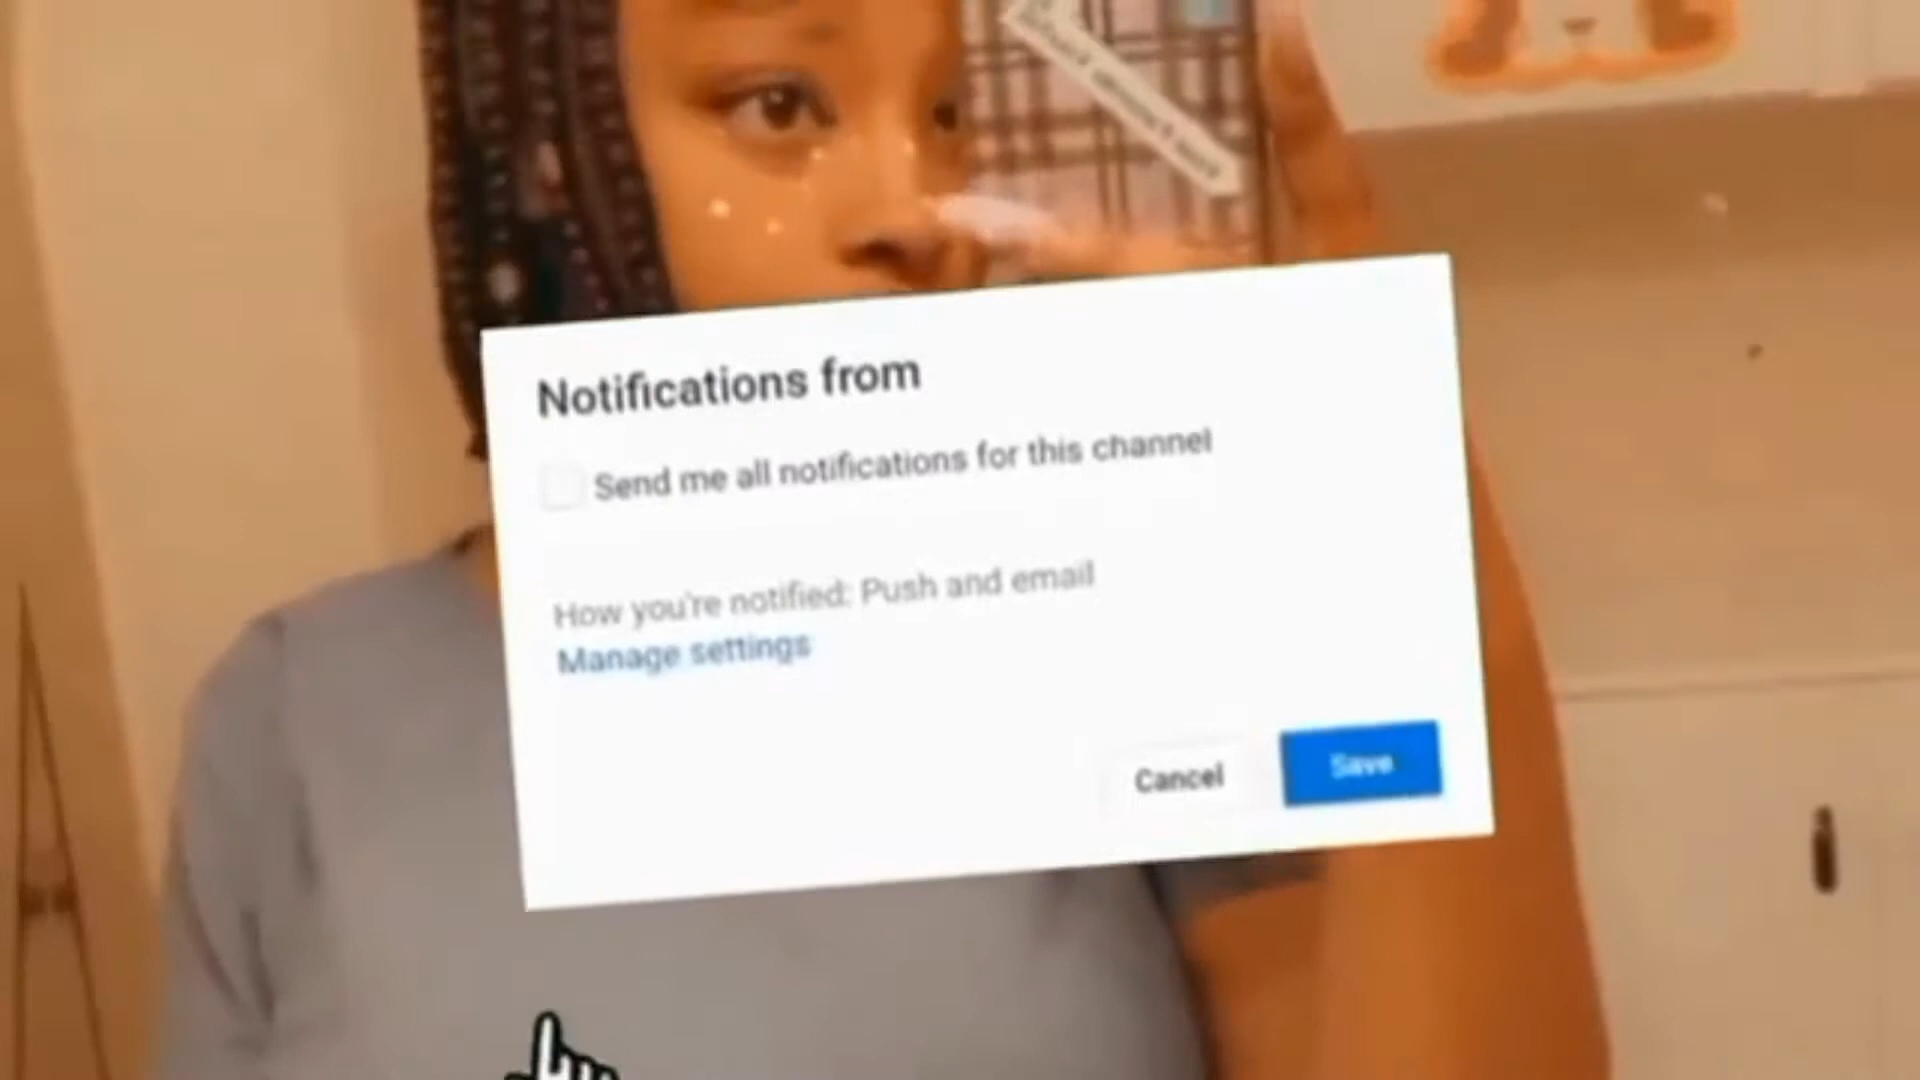 Notifications from
Send me all notifications for this channel
How you're notified: Push and email
Manage settings
Cancel
Save